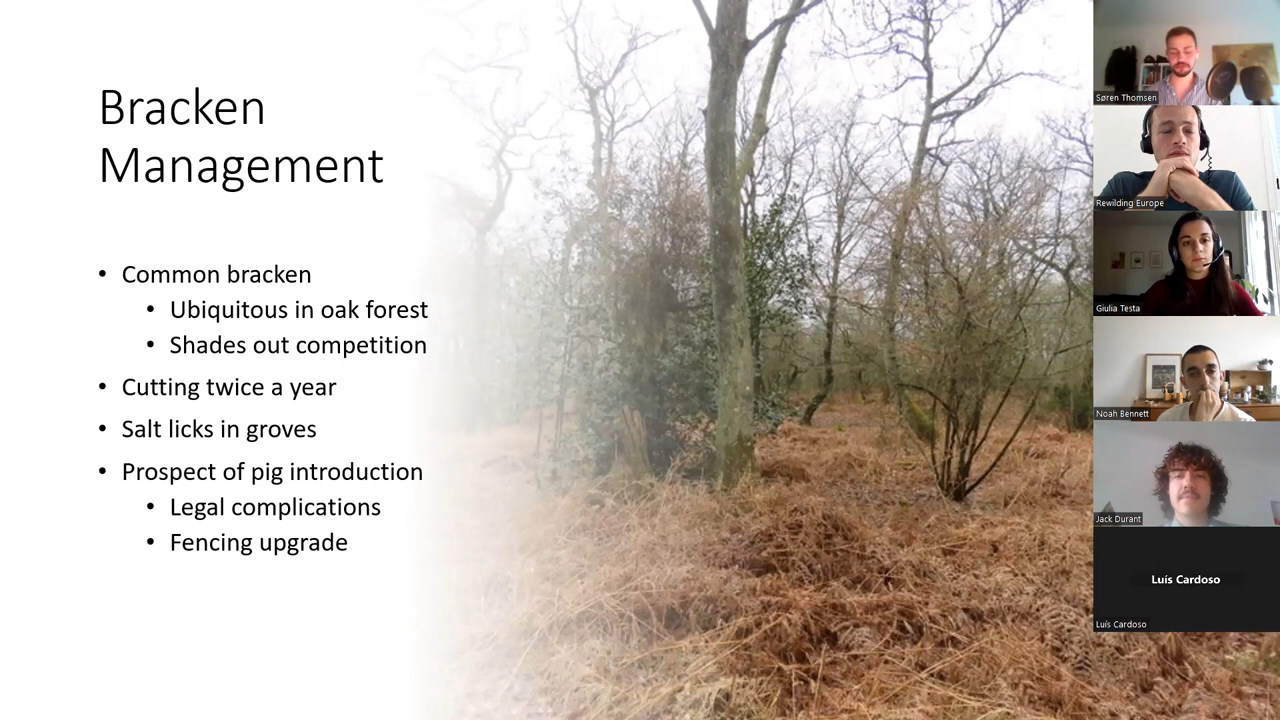 Bracken
Management
• Common bracken
• Ubiquitous in oak forest
• Shades out competition
• Cutting twice a year
• Salt licks in groves
• Prospect of pig introduction
• Legal complications
• Fencing upgrade
Søren Thomsen
Rewilding Europe
Giulia Testa
Noah Bennett
Jack Durant
Luís Cardoso
Luís Cardoso